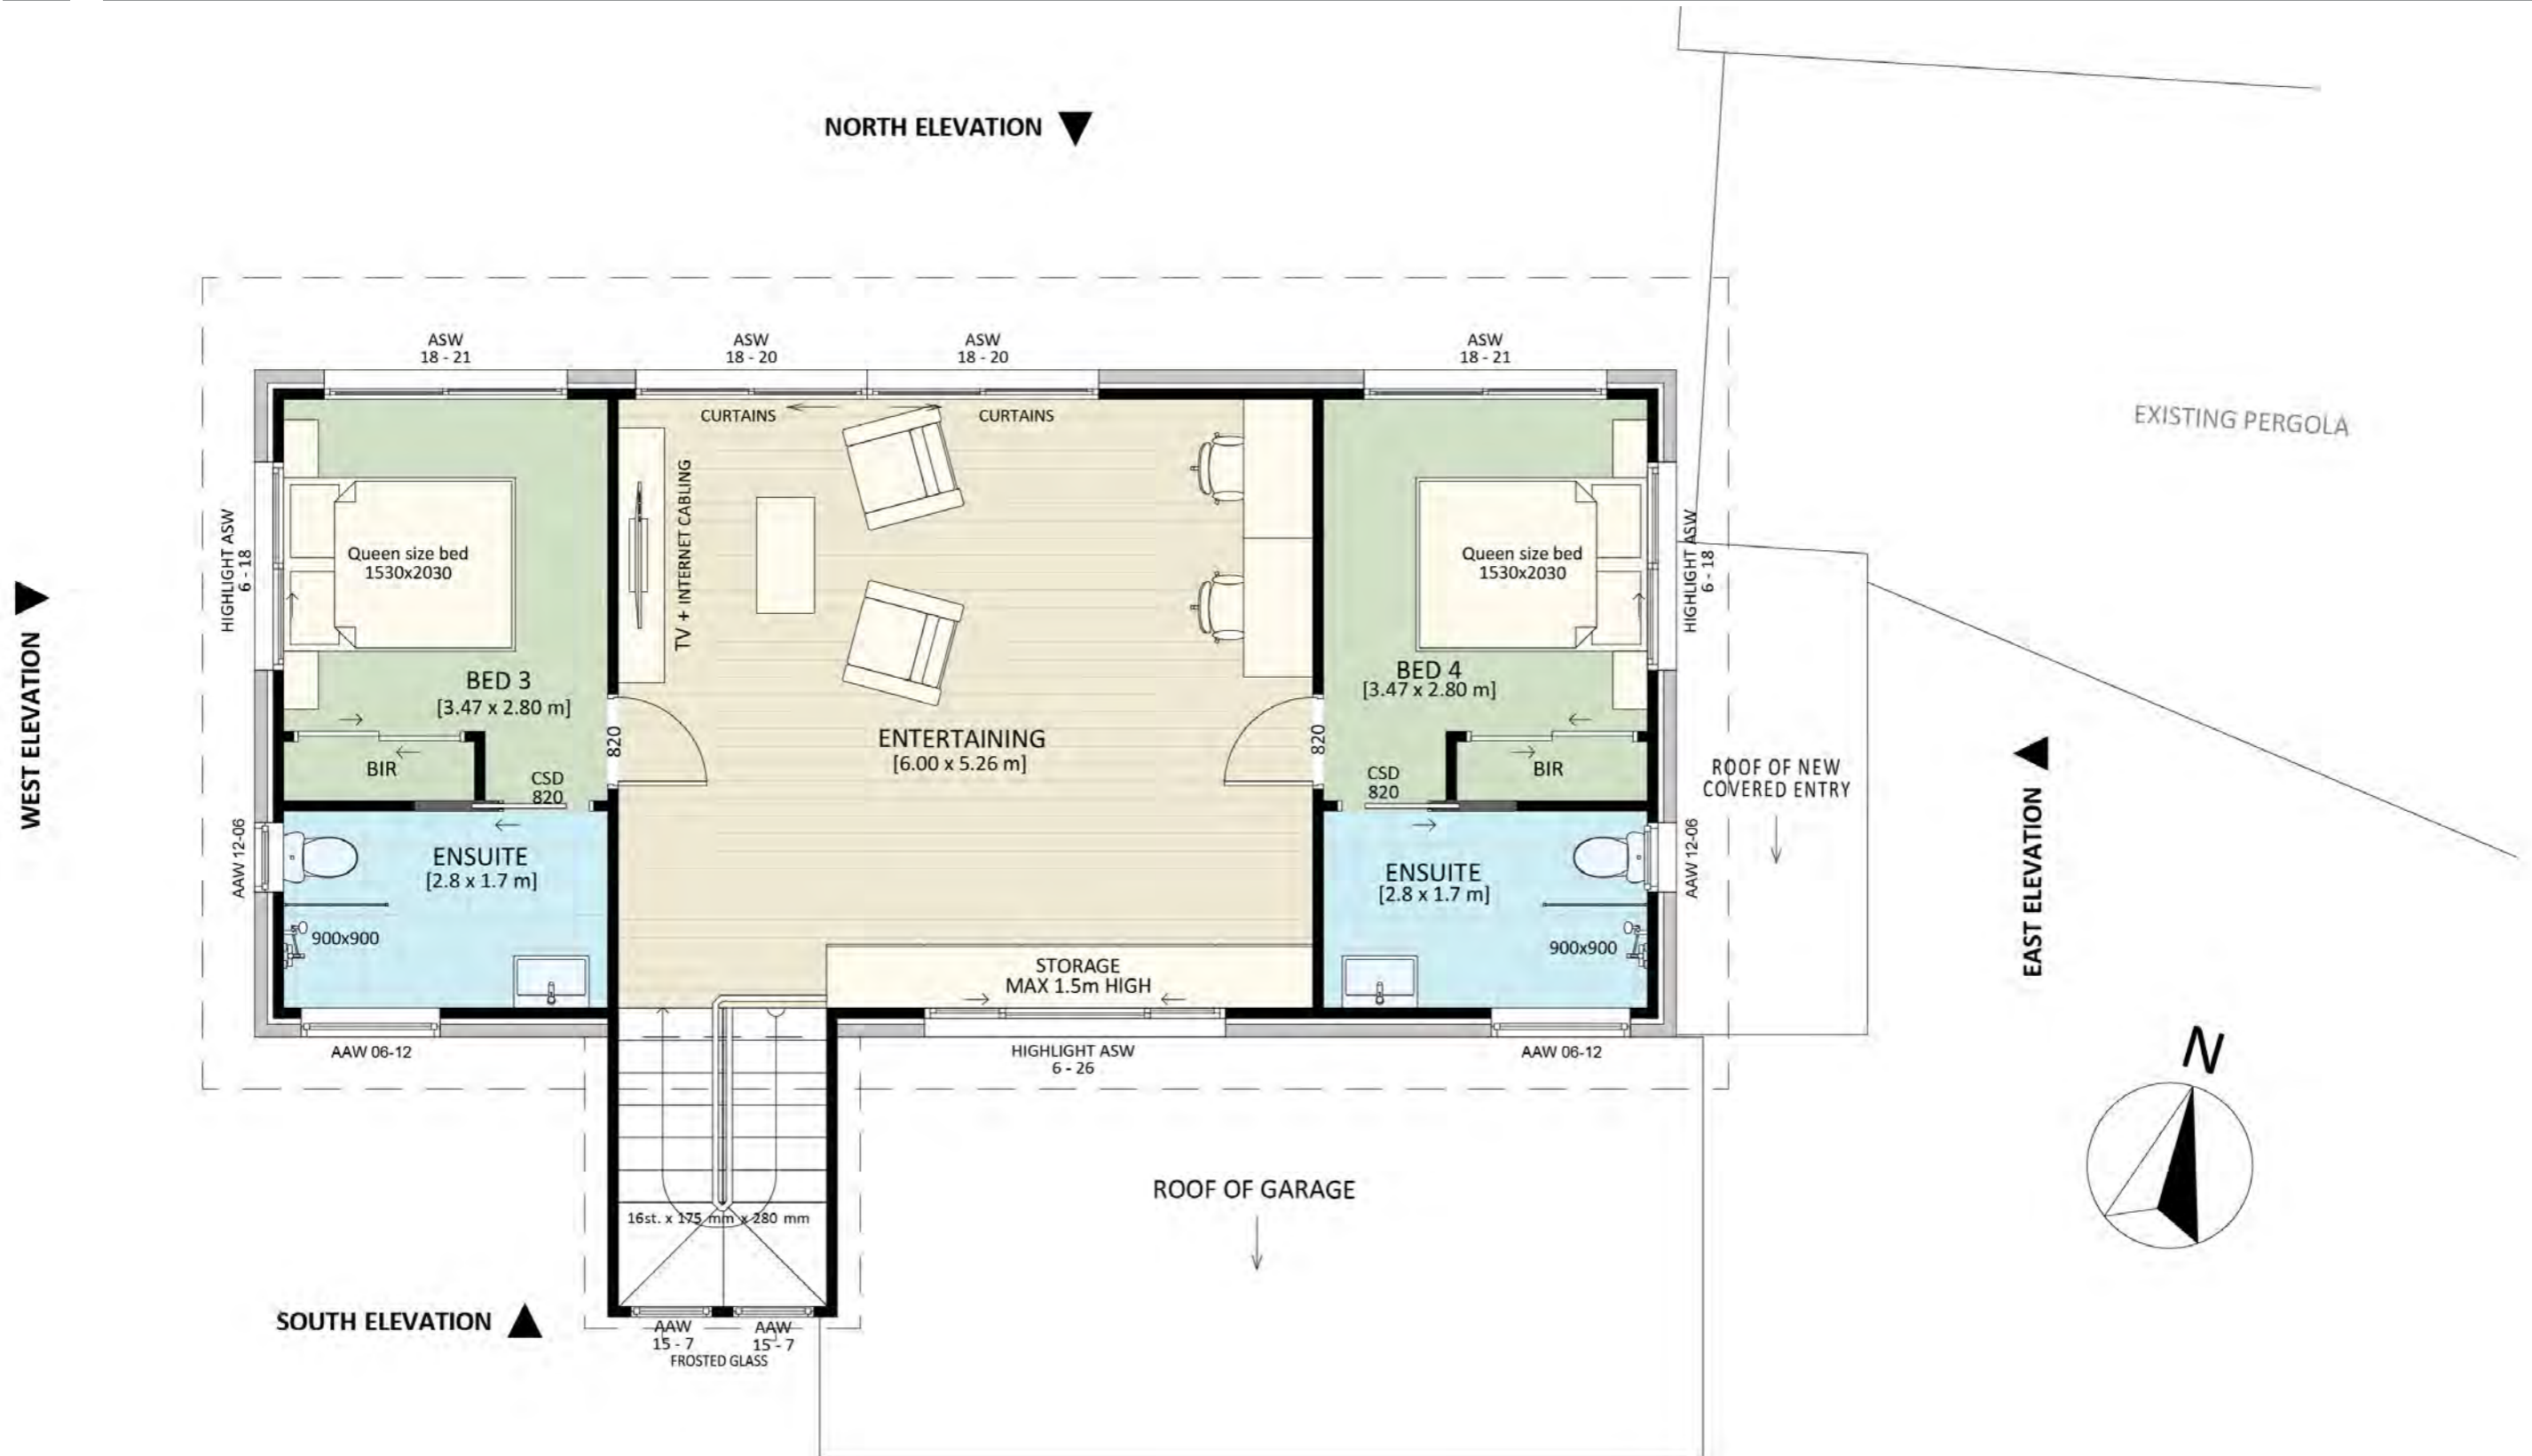 NORTH ELEVATION
ASW
18 - 21
ASW
18 - 20
ASW
18 - 20
ASW
18 - 21
CURTAINS
CURTAINS
EXISTING PERGOLA
HIGHLIGHT ASW
6 - 18
Queen size bed
1530x2030
TV + INTERNET CABLING
Queen size bed
1530x2030
HIGHLIGHT ASW
6 - 18
WEST ELEVATION
BED 3
[3.47 x 2.80 m]
BED 4
[3.47 x 2.80 m]
820
ENTERTAINING
[6.00 x 5.26 m]
820
BIR
CSD
820
CSD
820
BIR
ROOF OF NEW
COVERED ENTRY
EAST ELEVATION
AAW 12-06
ENSUITE
[2.8 x 1.7 m]
ENSUITE
[2.8 x 1.7 m]
AAW 12-06
900x900
900x900
STORAGE
MAX 1.5m HIGH
AAW 06-12
HIGHLIGHT ASW
6 - 26
AAW 06-12
N
ROOF OF GARAGE
16st. x 175 mm x 280 mm
SOUTH ELEVATION
AAW
15 - 7
AAW
15 - 7
FROSTED GLASS